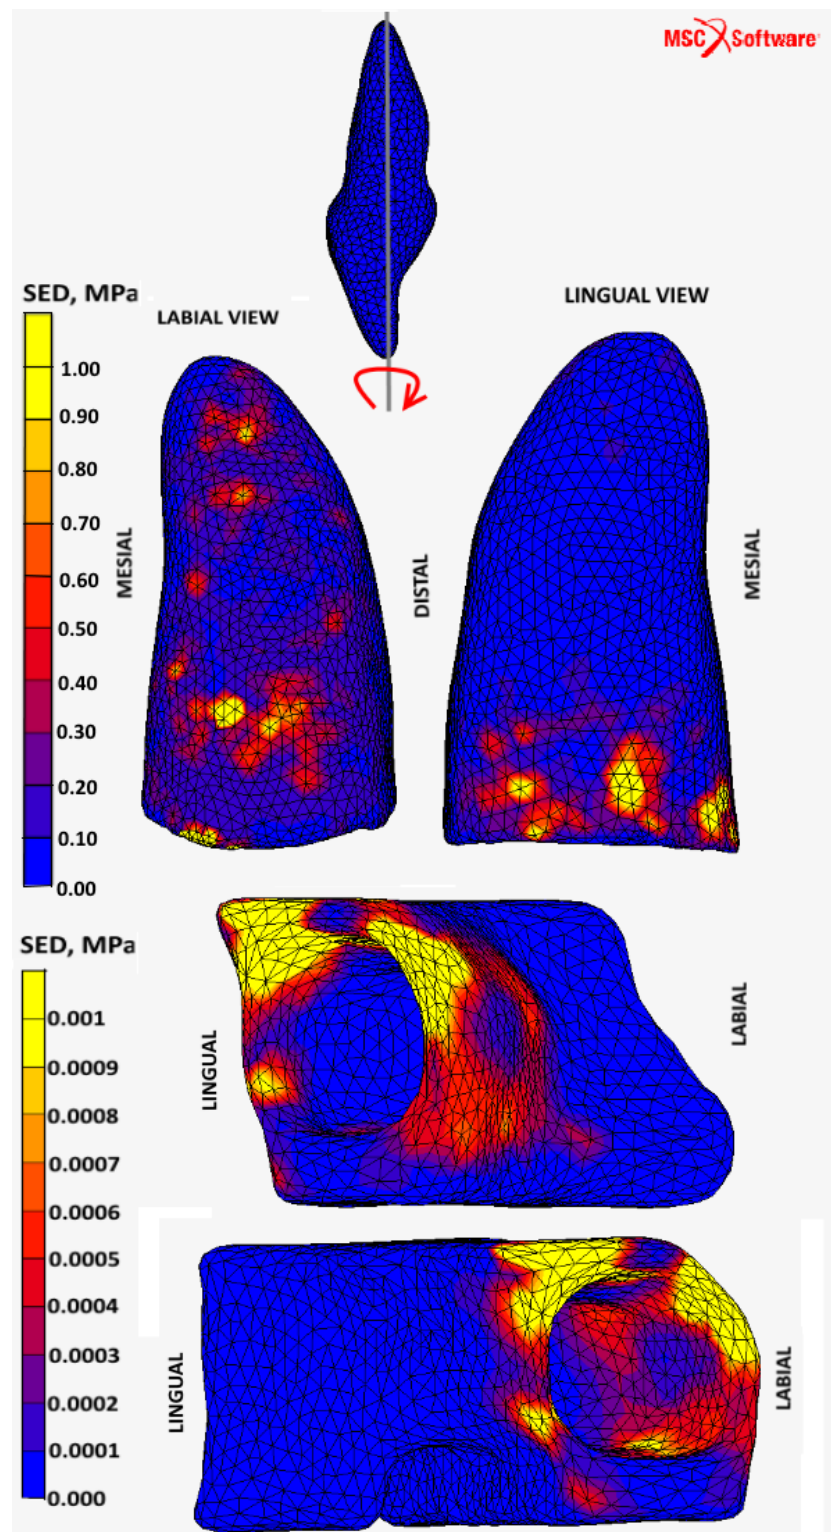 MSC Software
SED, MPa
LINGUAL VIEW
LABIAL VIEW
1.00
0.90
0.80
0.70
0.60
0.50
0.40
0.30
0.20
0.10
0.00
MESIAL
DISTAL
MESIAL
SED, MPa
0.001
0.0009
0.0008
0.0007
0.0006
0.0005
0.0004
0.0003
0.0002
0.0001
0.000
LINGUAL
LABIAL
LINGUAL
LABIAL